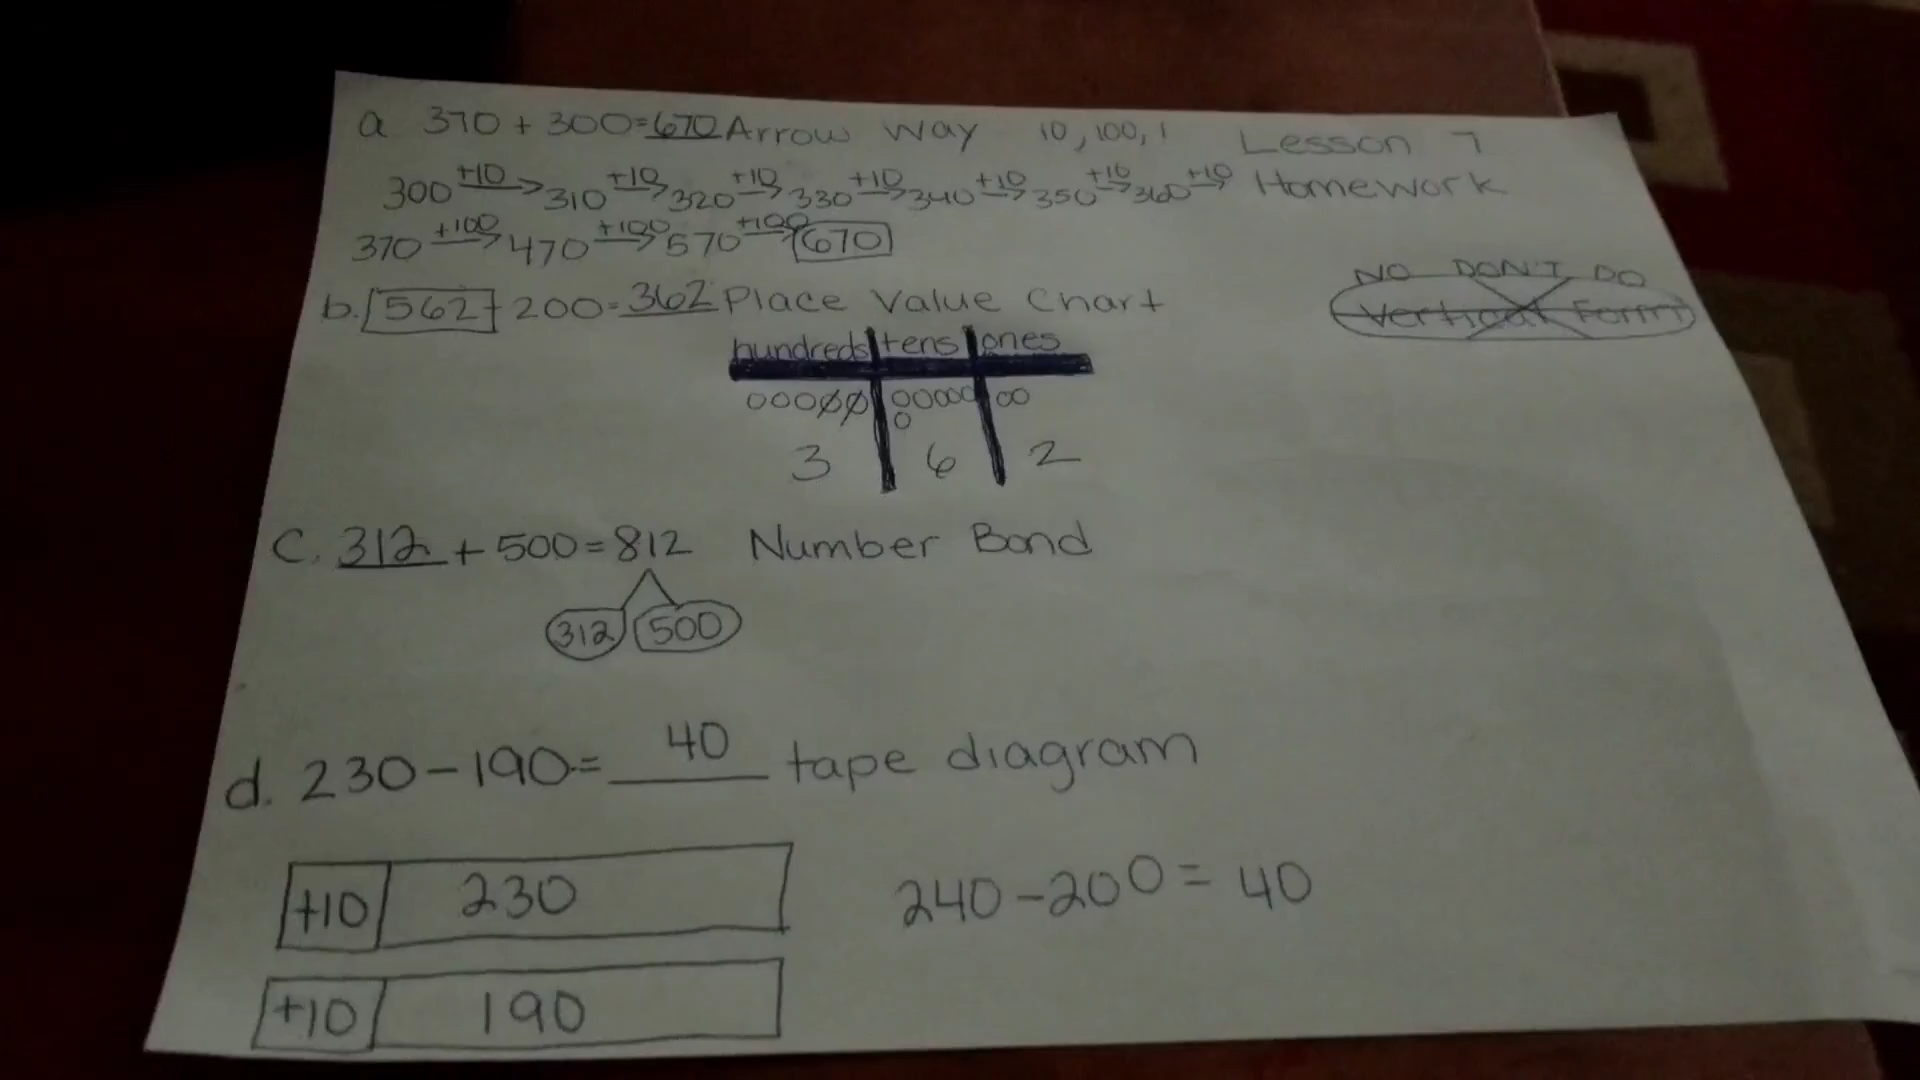 a 370 + 300 = 670 Arrow Way 10, 100, 1 Lesson 7
300 +10→ 310 +10→ 320 +10→ 330 +10→ 340 +10→ 350 +10→ 360 +10→ Homework
370 +100→ 470 +100→ 570 +100→ 670
NO DON'T DO
b. 562 - 200 = 362 Place Value Chart
Vertical Form
hundreds tens ones
3 6 2
C. 312 + 500 = 812 Number Bond
312 500
d. 230 - 190 = 40 tape diagram
+10 230 240 - 200 = 40
+10 190